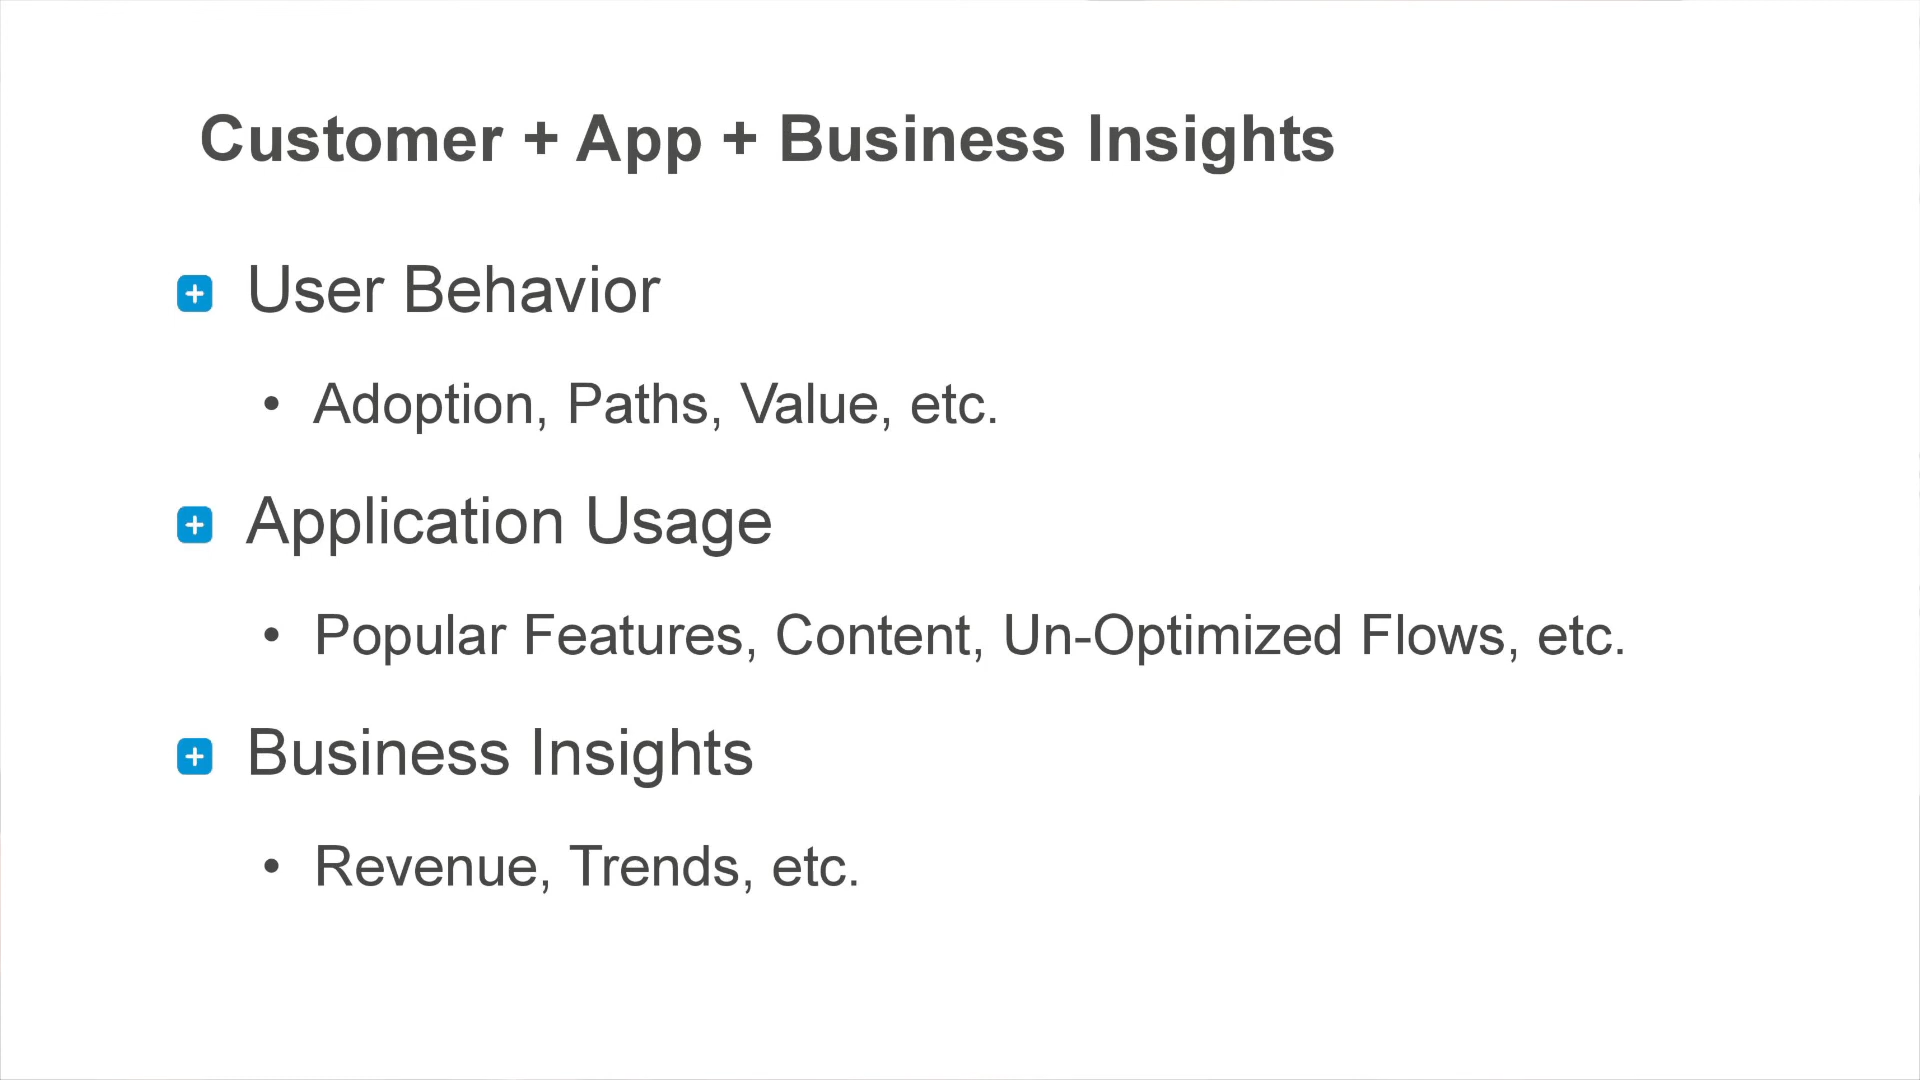 Customer + App + Business Insights
User Behavior
• Adoption, Paths, Value, etc.
Application Usage
• Popular Features, Content, Un-Optimized Flows, etc.
Business Insights
• Revenue, Trends, etc.